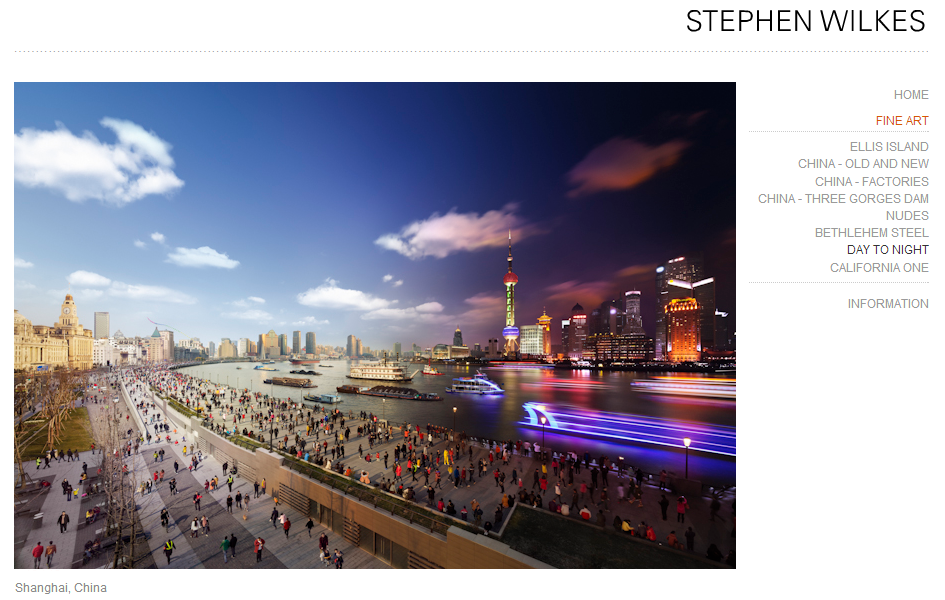 STEPHEN WILKES
HOME
FINE ART
ELLIS ISLAND
CHINA - OLD AND NEW
CHINA - FACTORIES
CHINA - THREE GORGES DAM
NUDES
BETHLEHEM STEEL
DAY TO NIGHT
CALIFORNIA ONE
INFORMATION
Shanghai, China